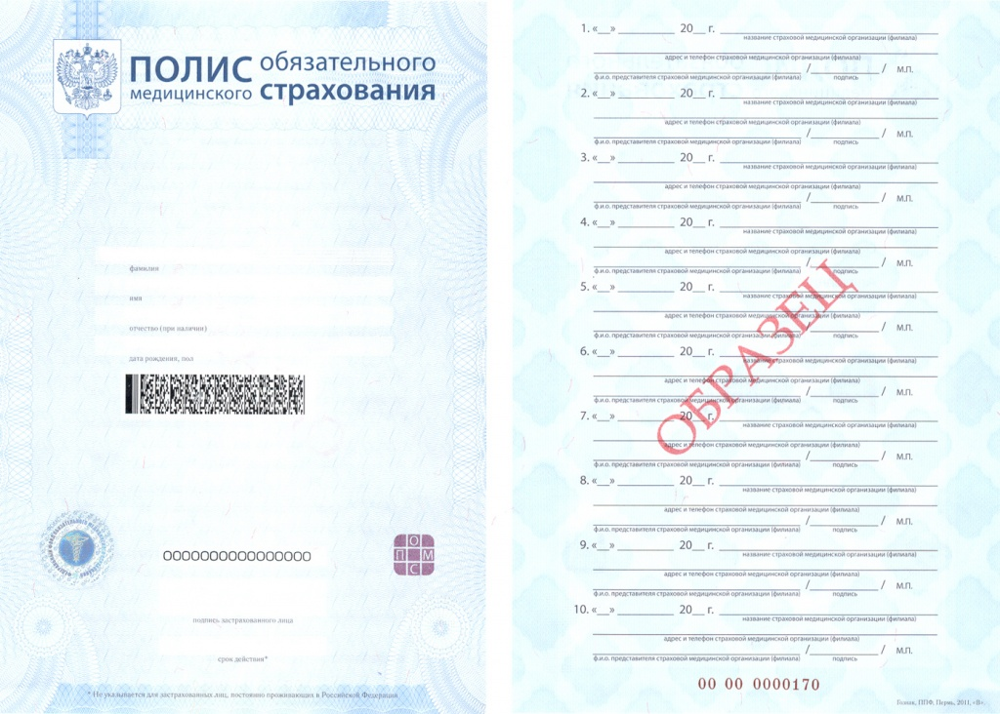 ПОЛИС обязательного
медицинского страхования
фамилия
имя
отчество (при наличии)
дата рождения, пол
0000000000000000
О
П М
С
подпись застрахованного лица
срок действия*
* Не указывается для застрахованных лиц, постоянно проживающих в Российской Федерации
1. «__» ________ 20__ г. ________
название страховой медицинской организации (филиала)
адрес и телефон страховой медицинской организации (филиала)
/ ________ / М.П.
ф.и.о. представителя страховой медицинской организации (филиала) подпись
2. «__» ________ 20__ г. ________
название страховой медицинской организации (филиала)
адрес и телефон страховой медицинской организации (филиала)
/ ________ / М.П.
ф.и.о. представителя страховой медицинской организации (филиала) подпись
3. «__» ________ 20__ г. ________
название страховой медицинской организации (филиала)
адрес и телефон страховой медицинской организации (филиала)
/ ________ / М.П.
ф.и.о. представителя страховой медицинской организации (филиала) подпись
4. «__» ________ 20__ г. ________
название страховой медицинской организации (филиала)
адрес и телефон страховой медицинской организации (филиала)
/ ________ / М.П.
ф.и.о. представителя страховой медицинской организации (филиала) подпись
5. «__» ________ 20__ г. ________
название страховой медицинской организации (филиала)
адрес и телефон страховой медицинской организации (филиала)
/ ________ / М.П.
ф.и.о. представителя страховой медицинской организации (филиала) подпись
6. «__» ________ 20__ г. ________
название страховой медицинской организации (филиала)
адрес и телефон страховой медицинской организации (филиала)
/ ________ / М.П.
ф.и.о. представителя страховой медицинской организации (филиала) подпись
7. «__» ________ 20__ г. ________
название страховой медицинской организации (филиала)
адрес и телефон страховой медицинской организации (филиала)
/ ________ / М.П.
ф.и.о. представителя страховой медицинской организации (филиала) подпись
8. «__» ________ 20__ г. ________
название страховой медицинской организации (филиала)
адрес и телефон страховой медицинской организации (филиала)
/ ________ / М.П.
ф.и.о. представителя страховой медицинской организации (филиала) подпись
9. «__» ________ 20__ г. ________
название страховой медицинской организации (филиала)
адрес и телефон страховой медицинской организации (филиала)
/ ________ / М.П.
ф.и.о. представителя страховой медицинской организации (филиала) подпись
10. «__» ________ 20__ г. ________
название страховой медицинской организации (филиала)
адрес и телефон страховой медицинской организации (филиала)
/ ________ / М.П.
ф.и.о. представителя страховой медицинской организации (филиала) подпись
ОБРАЗЕЦ
00 00 0000170
Гознак, ППФ, Пермь, 2011, «В».